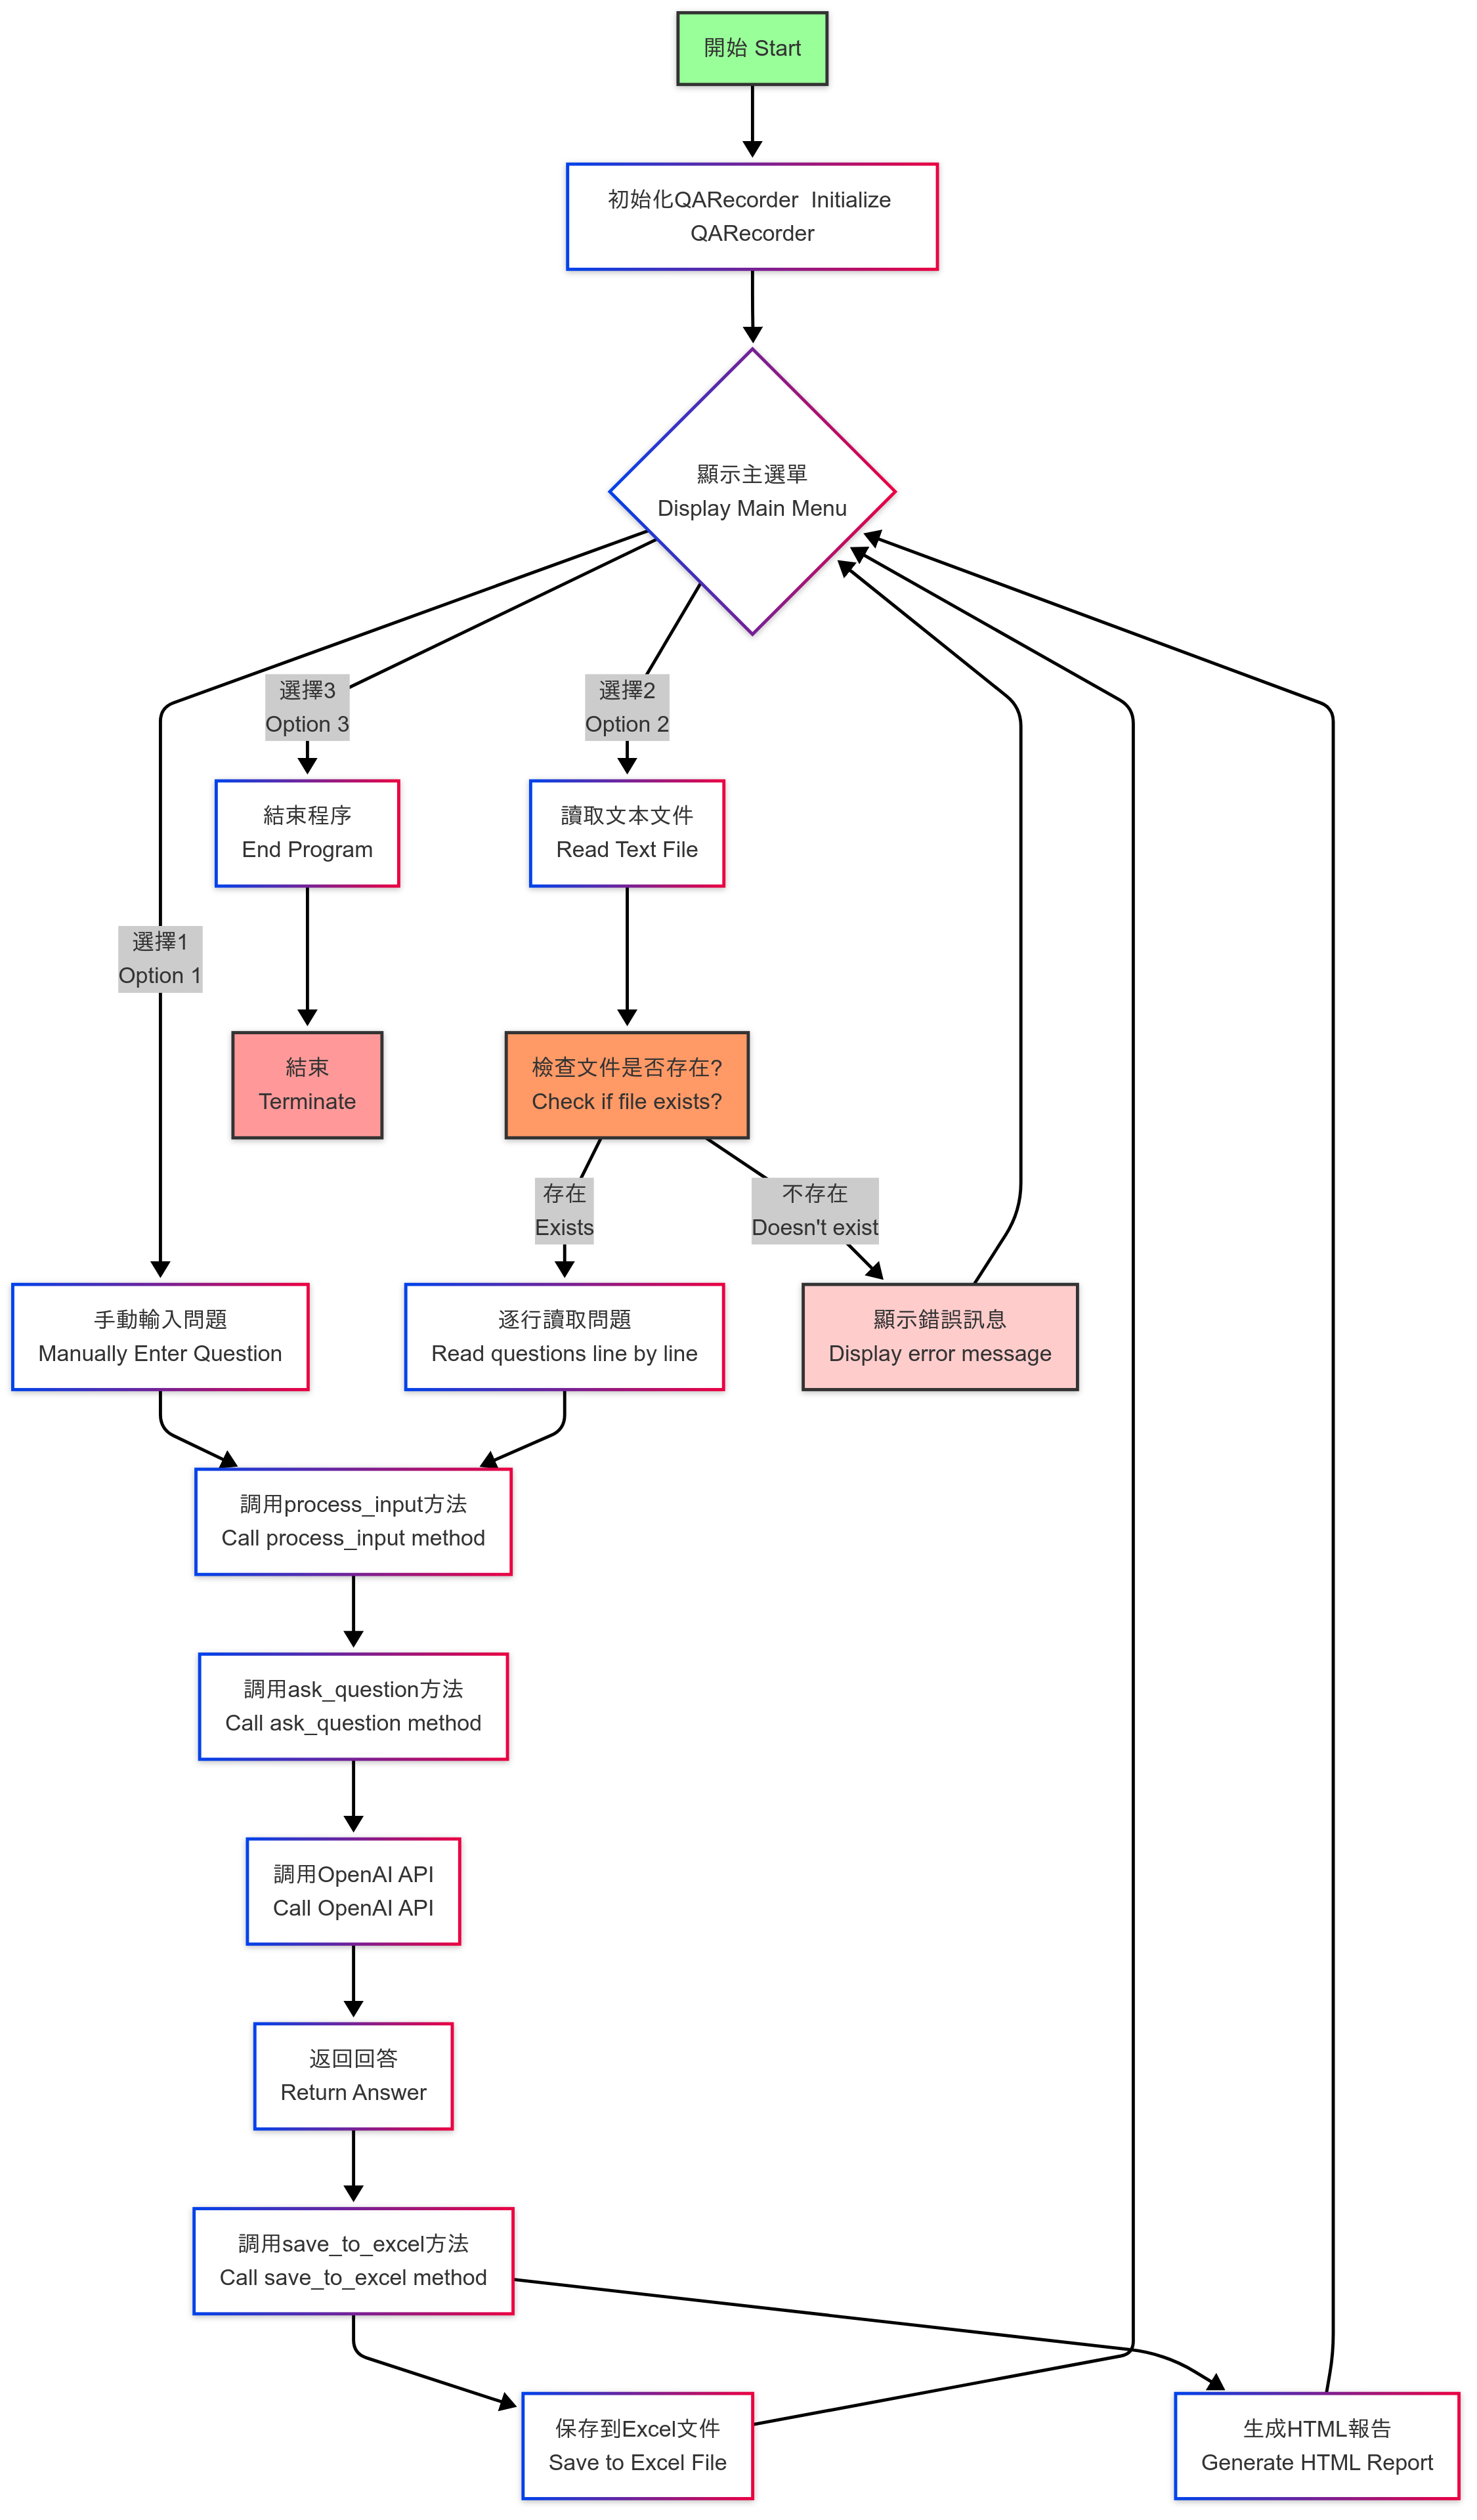 開始 Start
初始化QARecorder  Initialize
QARecorder
顯示主選單
Display Main Menu
選擇3
Option 3
選擇2
Option 2
結束程序
End Program
讀取文本文件
Read Text File
選擇1
Option 1
結束
Terminate
檢查文件是否存在?
Check if file exists?
存在
Exists
不存在
Doesn't exist
手動輸入問題
Manually Enter Question
逐行讀取問題
Read questions line by line
顯示錯誤訊息
Display error message
調用process_input方法
Call process_input method
調用ask_question方法
Call ask_question method
調用OpenAI API
Call OpenAI API
返回回答
Return Answer
調用save_to_excel方法
Call save_to_excel method
保存到Excel文件
Save to Excel File
生成HTML報告
Generate HTML Report